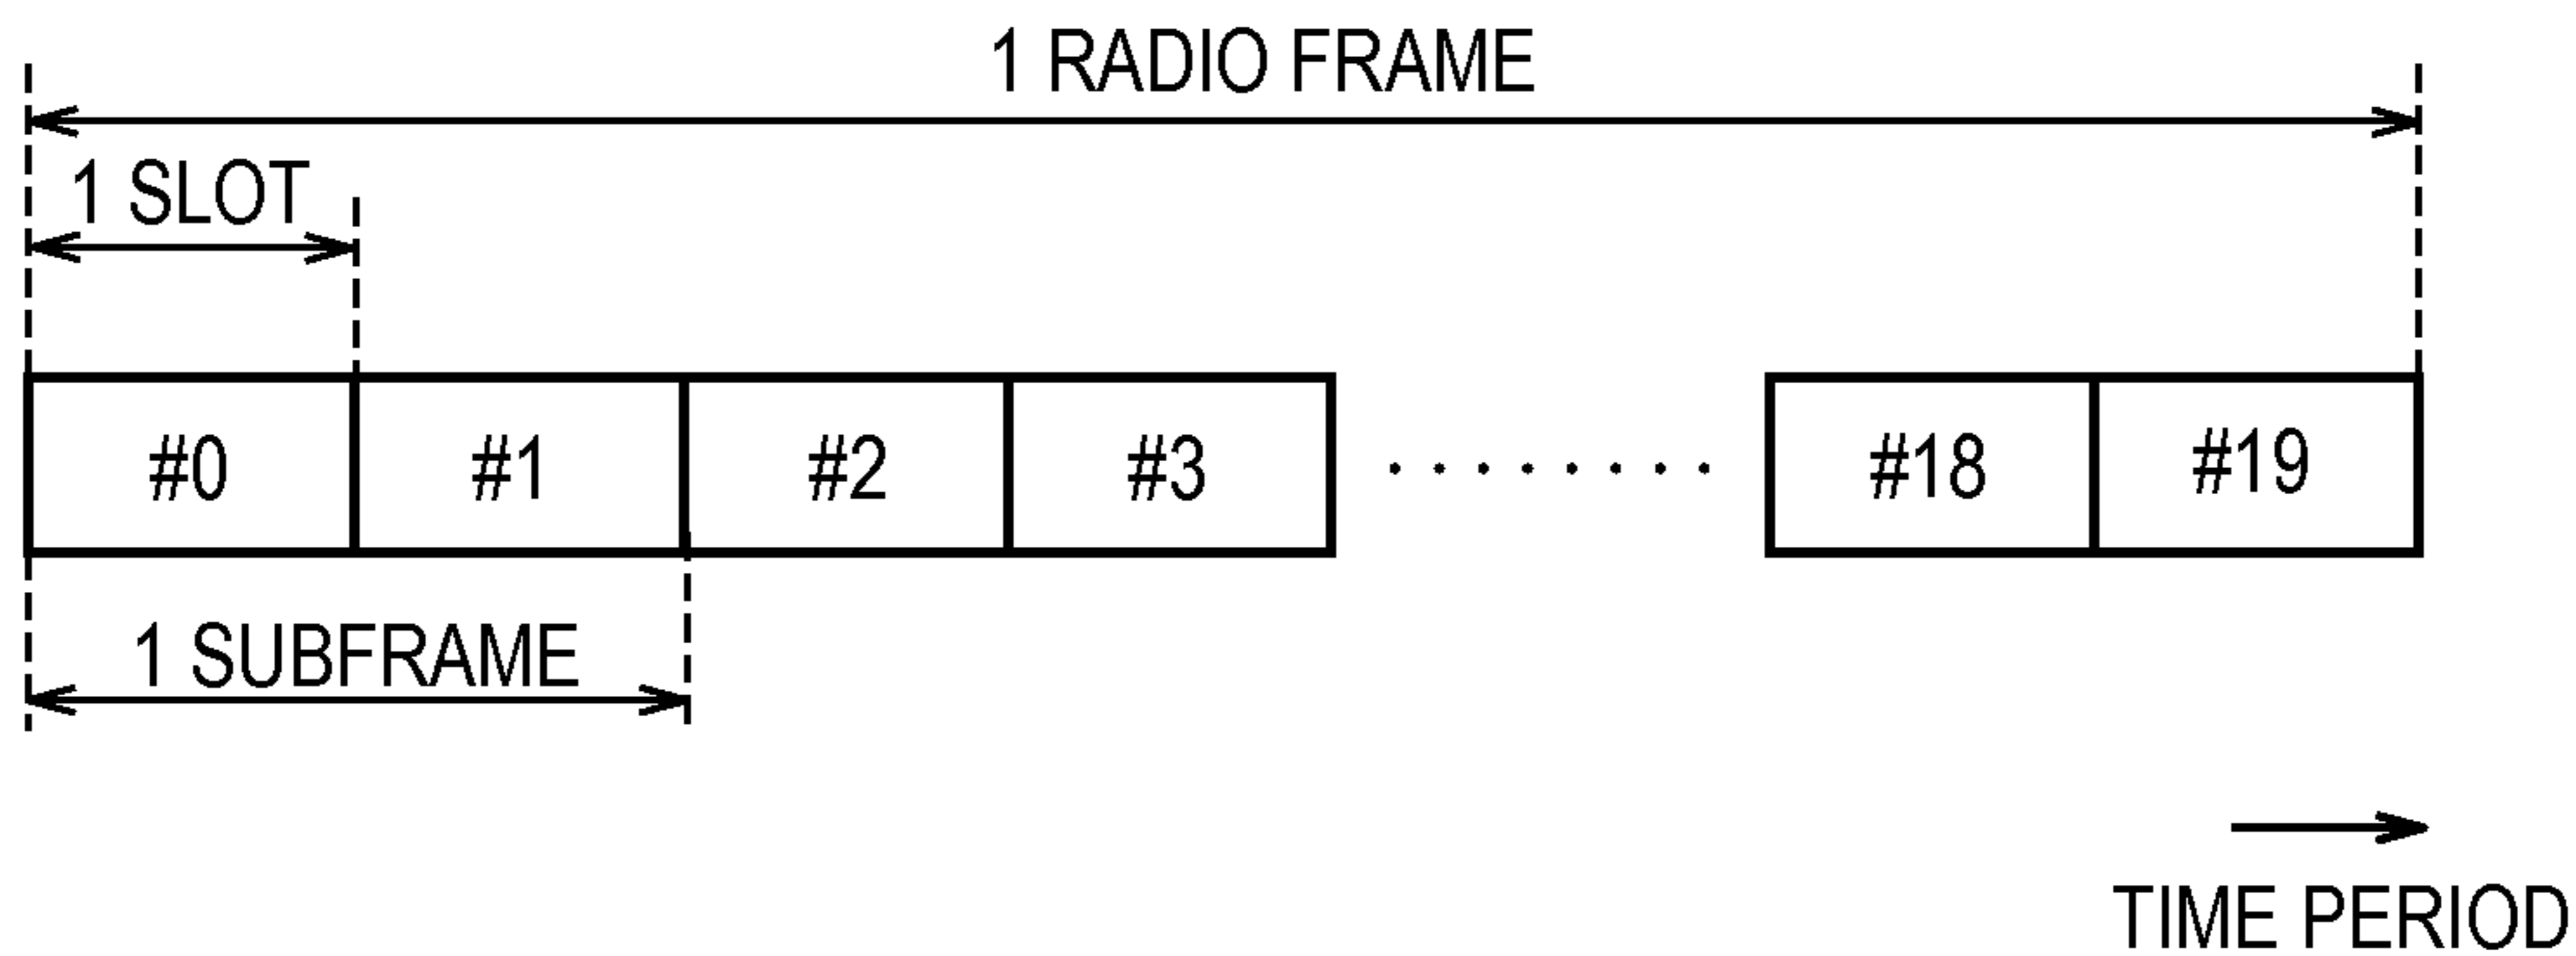 1 RADIO FRAME
1 SLOT
#0 #1 #2 #3 ········ #18 #19
1 SUBFRAME
TIME PERIOD